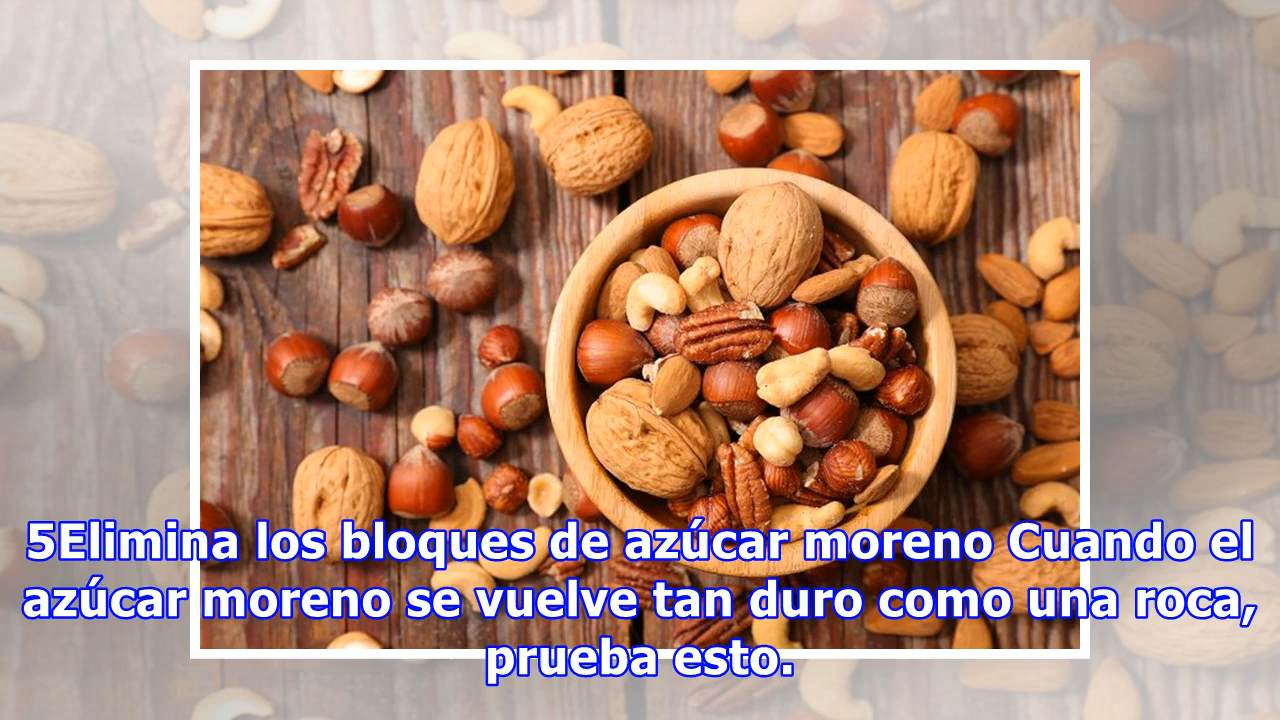 5Elimina los bloques de azúcar moreno Cuando el
azúcar moreno se vuelve tan duro como una roca,
prueba esto.